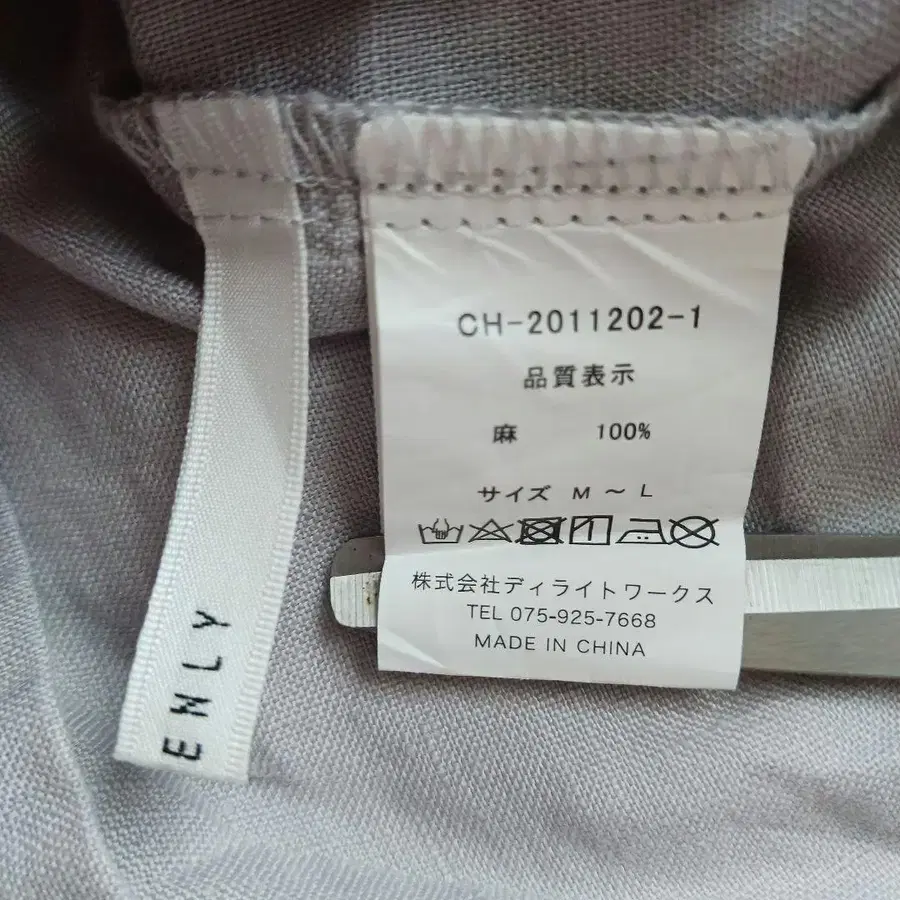 CH-2011202-1
品質表示
麻 100%
サイズ M ～ L
株式会社ディライトワークス
TEL 075-925-7668
MADE IN CHINA
ENLY